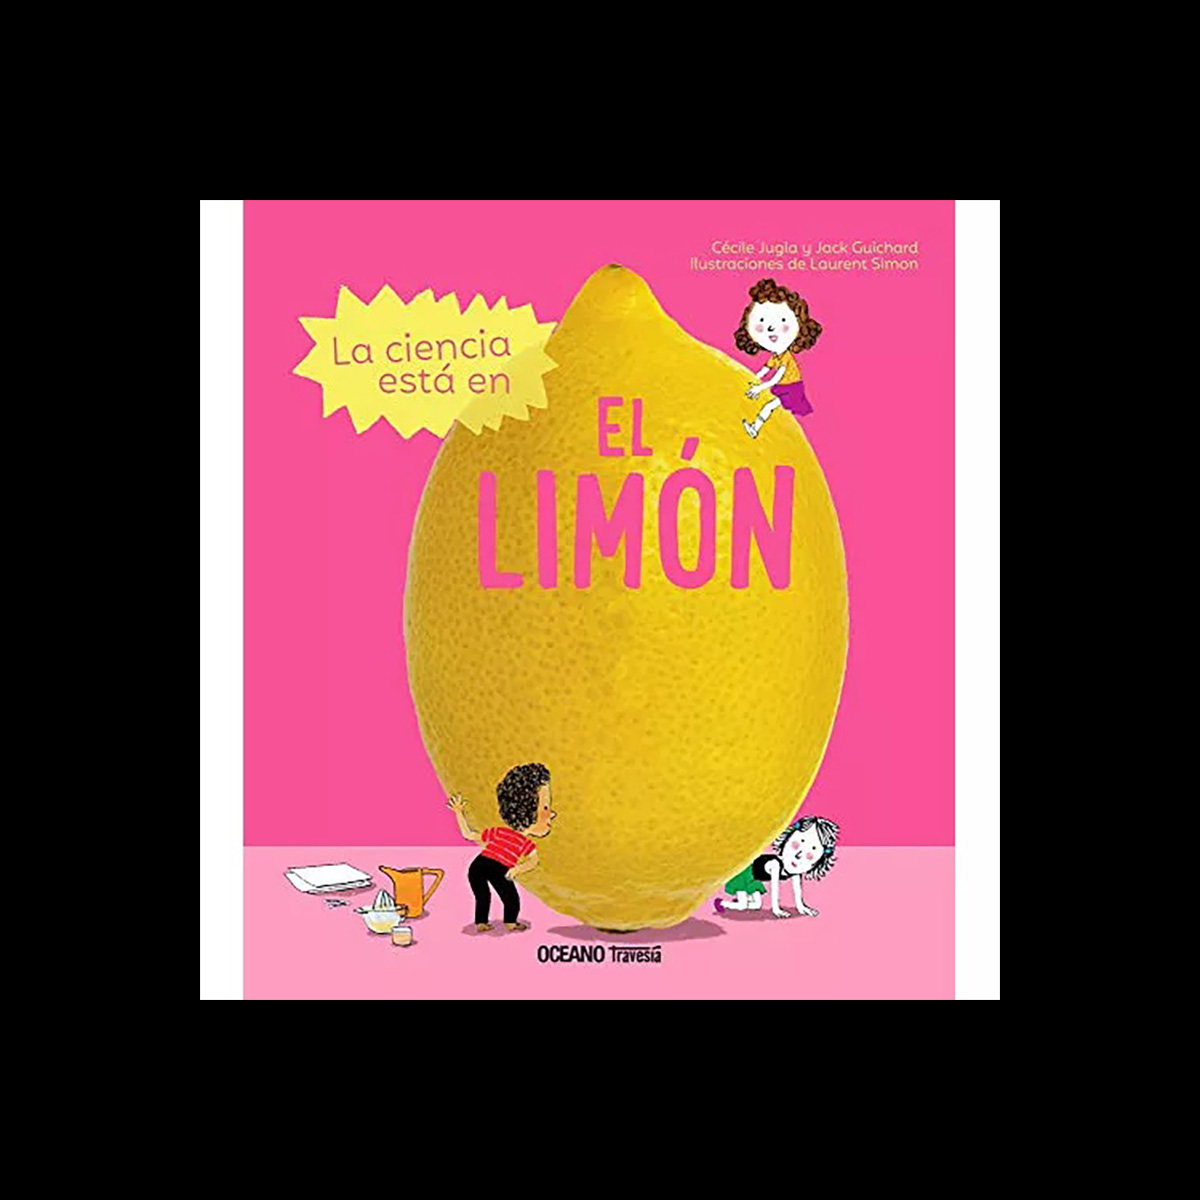 Cécile Jugla y Jack Guichard
Ilustraciones de Laurent Simon
La ciencia
está en
EL
LIMÓN
OCEANO Travesía